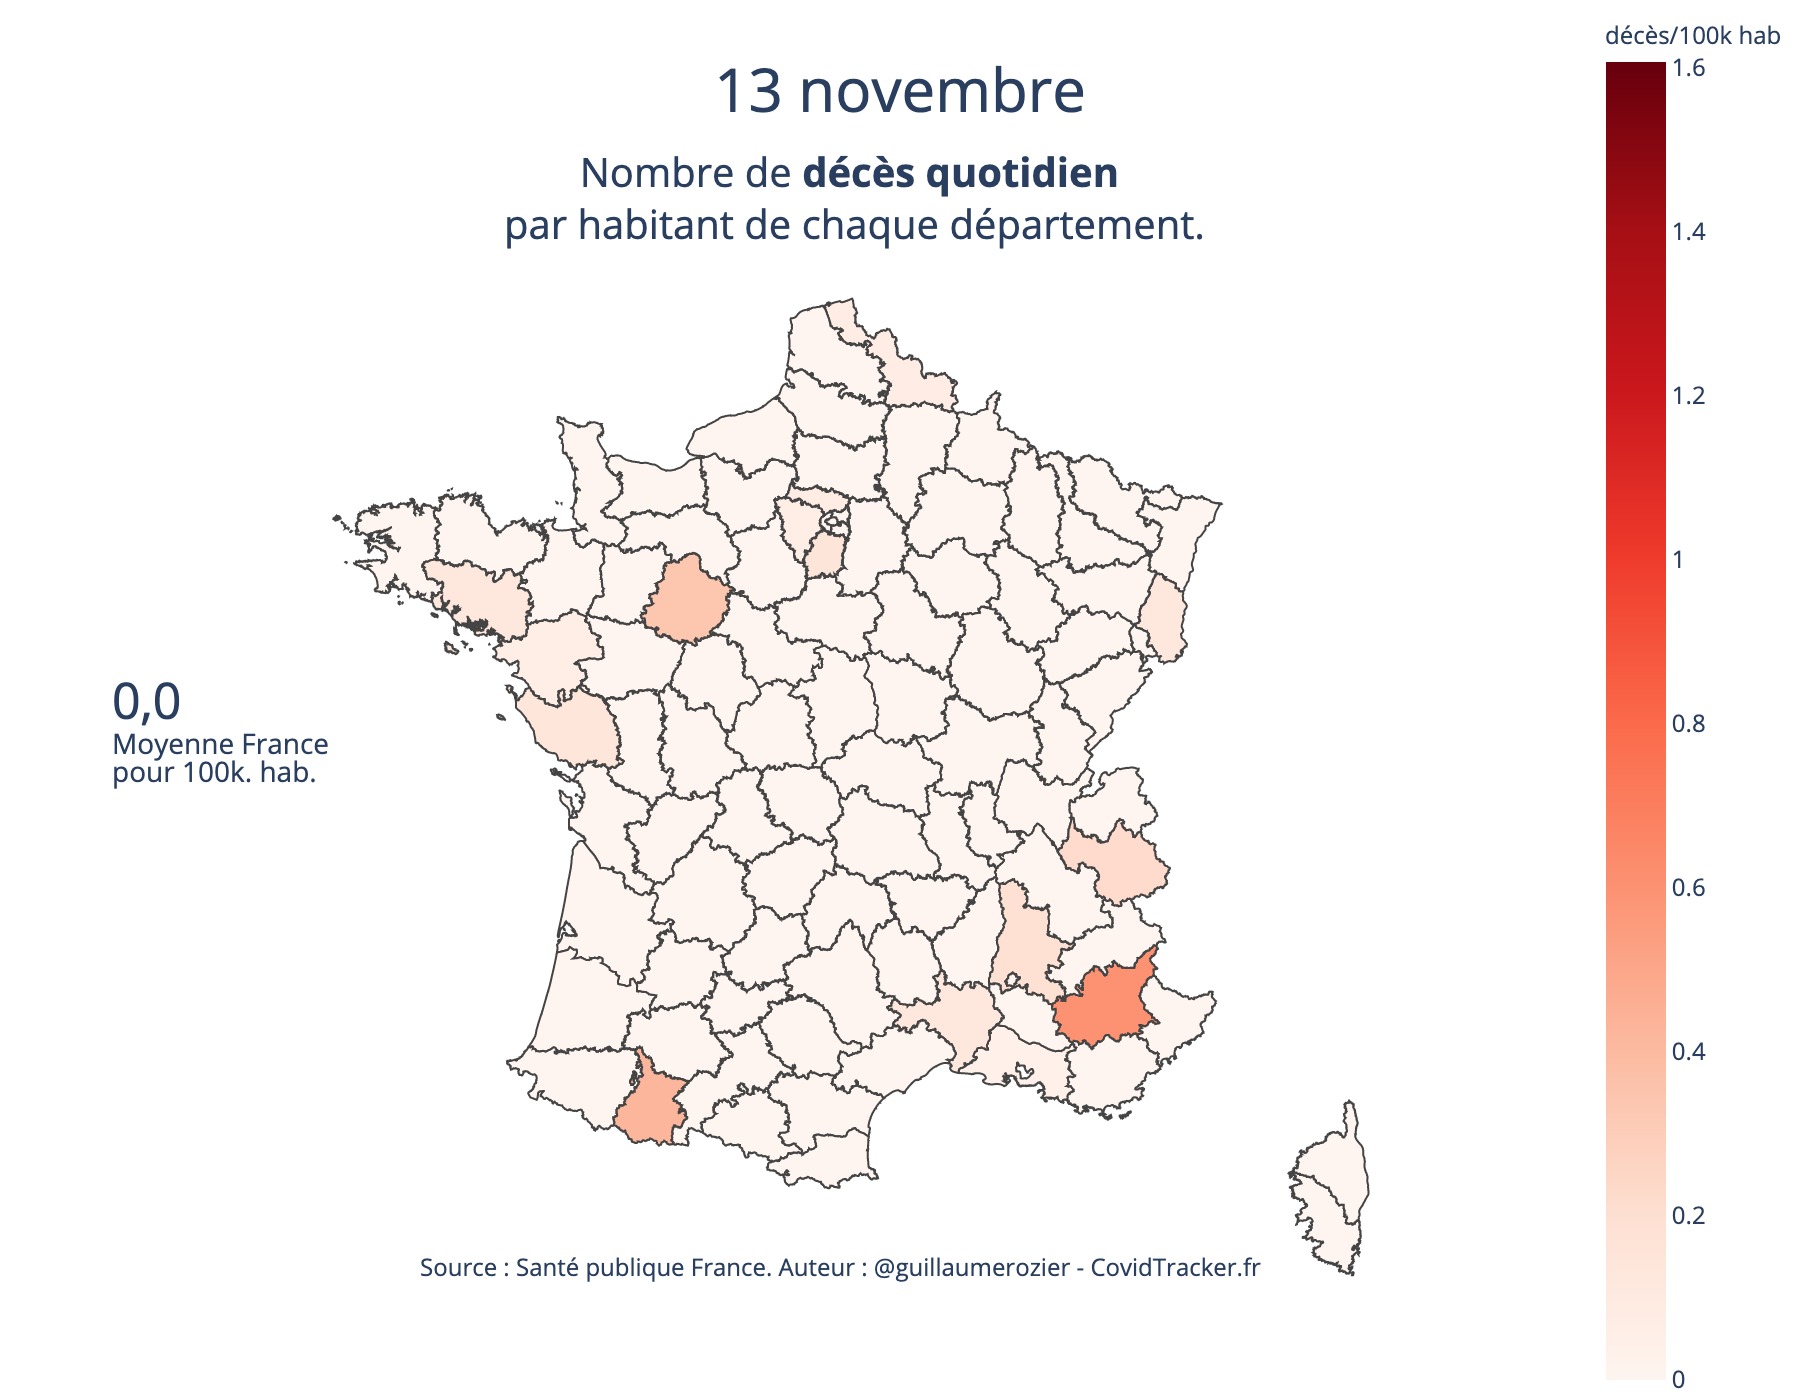 13 novembre
Nombre de décès quotidien
par habitant de chaque département.
décès/100k hab
1.6
1.4
1.2
1
0.8
0.6
0.4
0.2
0
0,0
Moyenne France
pour 100k. hab.
Source : Santé publique France. Auteur : @guillaumerozier - CovidTracker.fr